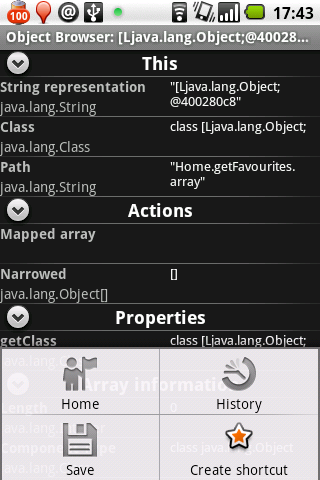 100 @ 17:43
Object Browser: [Ljava.lang.Object;@40028...
This
String representation "[Ljava.lang.Object;
java.lang.String @400280c8"
Class class [Ljava.lang.Object;
java.lang.Class
Path "Home.getFavourites.
java.lang.String array"
Actions
Mapped array
Narrowed []
java.lang.Object[]
Properties
getClass class [Ljava.lang.Object;
Array information
Length 0
Component type class java.lang.Object
Home History
Save Create shortcut